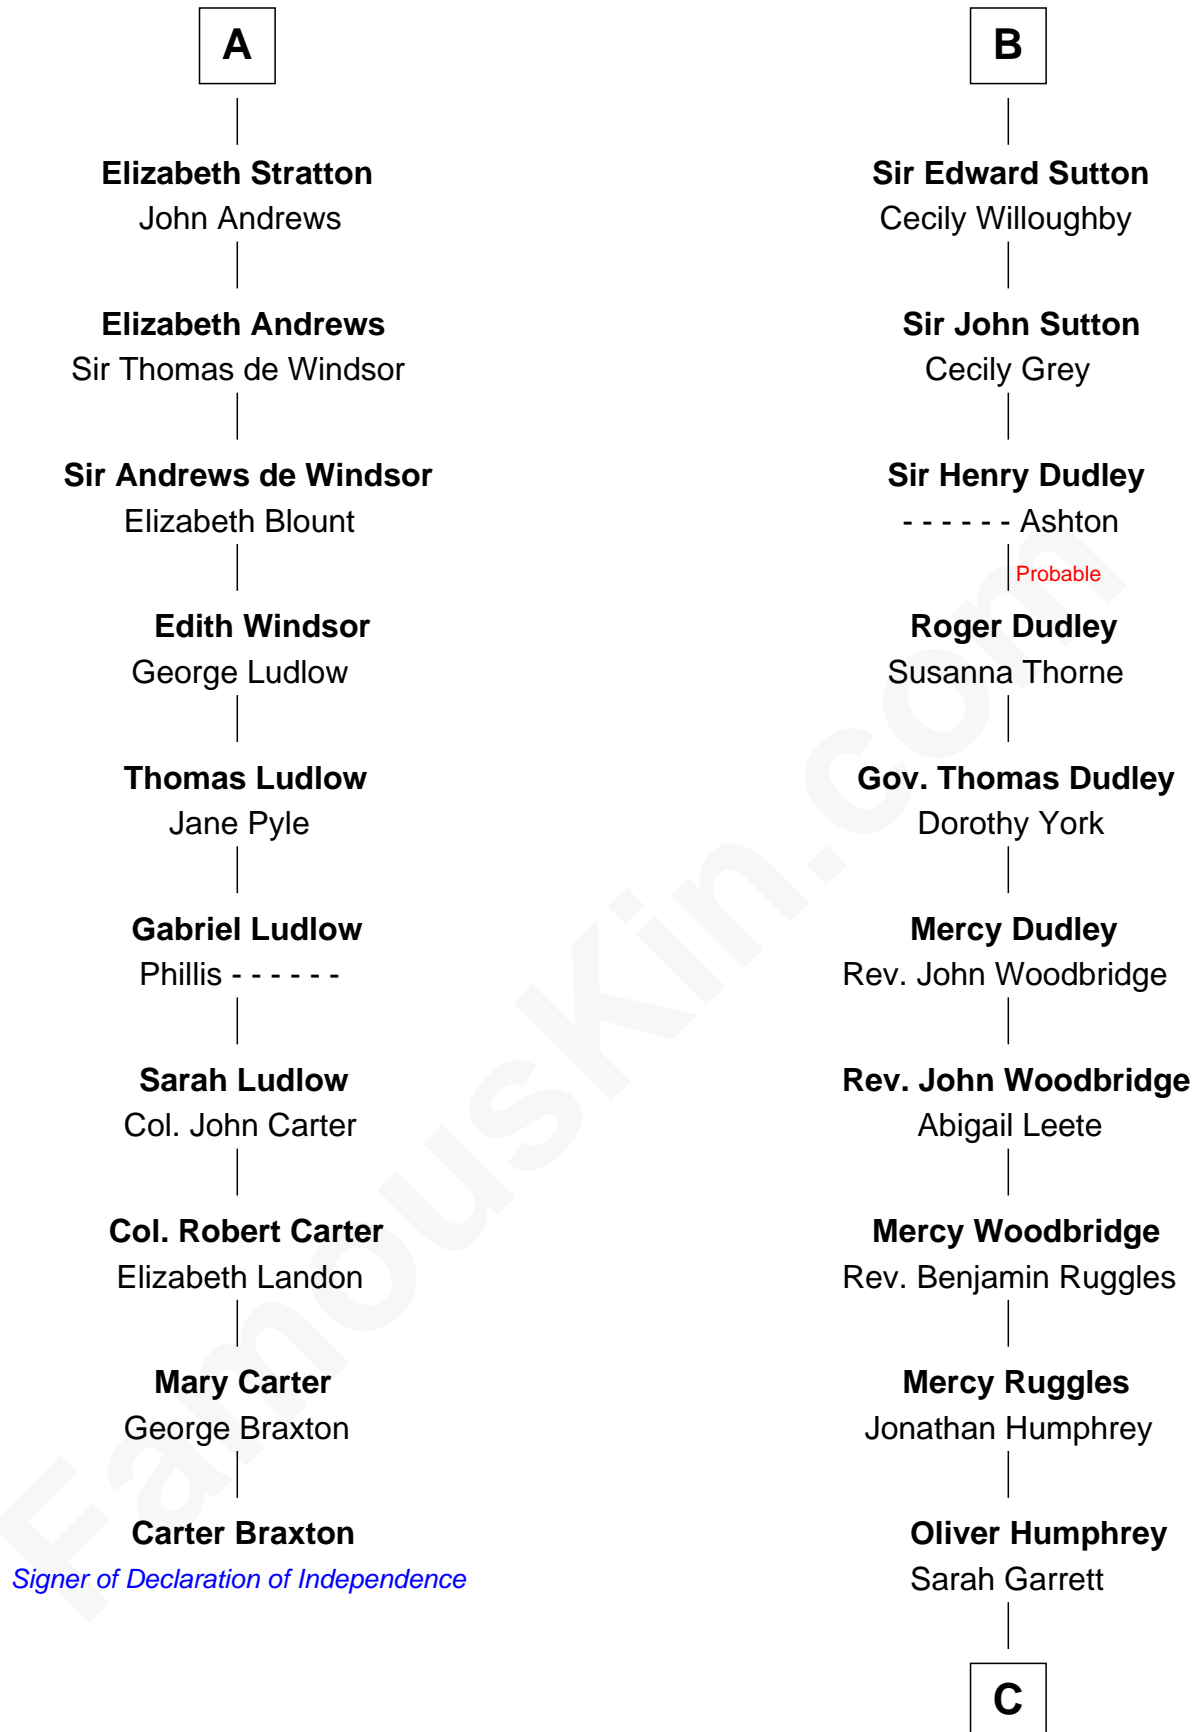 A
Elizabeth Stratton
John Andrews
Elizabeth Andrews
Sir Thomas de Windsor
Sir Andrews de Windsor
Elizabeth Blount
Edith Windsor
George Ludlow
Thomas Ludlow
Jane Pyle
Gabriel Ludlow
Phillis - - - - - -
Sarah Ludlow
Col. John Carter
Col. Robert Carter
Elizabeth Landon
Mary Carter
George Braxton
Carter Braxton
Signer of Declaration of Independence
B
Sir Edward Sutton
Cecily Willoughby
Sir John Sutton
Cecily Grey
Sir Henry Dudley
- - - - - - Ashton
Probable
Roger Dudley
Susanna Thorne
Gov. Thomas Dudley
Dorothy York
Mercy Dudley
Rev. John Woodbridge
Rev. John Woodbridge
Abigail Leete
Mercy Woodbridge
Rev. Benjamin Ruggles
Mercy Ruggles
Jonathan Humphrey
Oliver Humphrey
Sarah Garrett
C
FamousKin.com